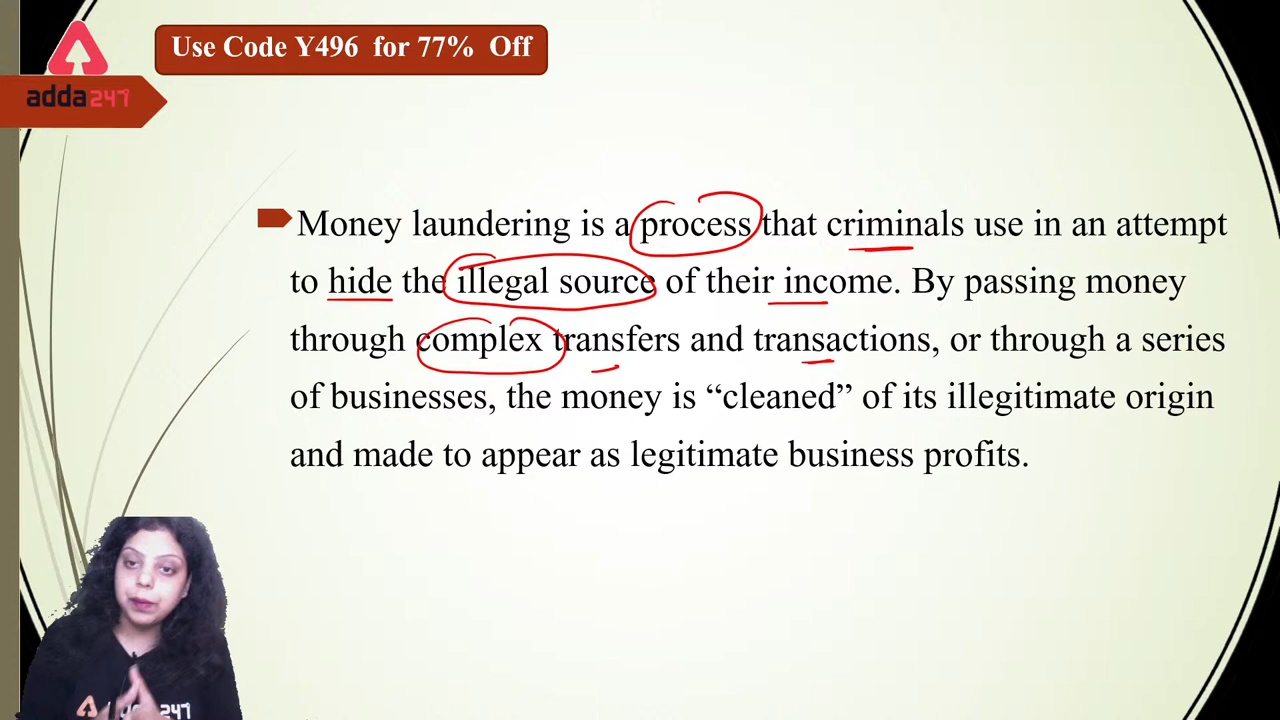 Use Code Y496 for 77% Off
adda247
Money laundering is a process that criminals use in an attempt
to hide the illegal source of their income. By passing money
through complex transfers and transactions, or through a series
of businesses, the money is “cleaned” of its illegitimate origin
and made to appear as legitimate business profits.